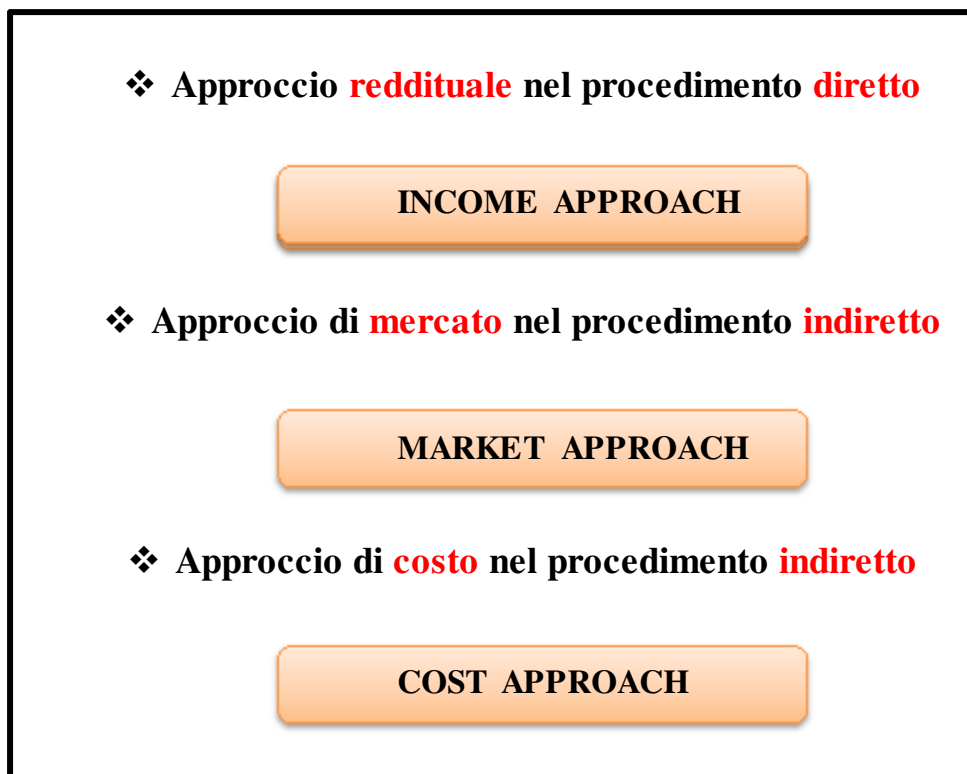 ❖ Approccio reddituale nel procedimento diretto
INCOME APPROACH
❖ Approccio di mercato nel procedimento indiretto
MARKET APPROACH
❖ Approccio di costo nel procedimento indiretto
COST APPROACH